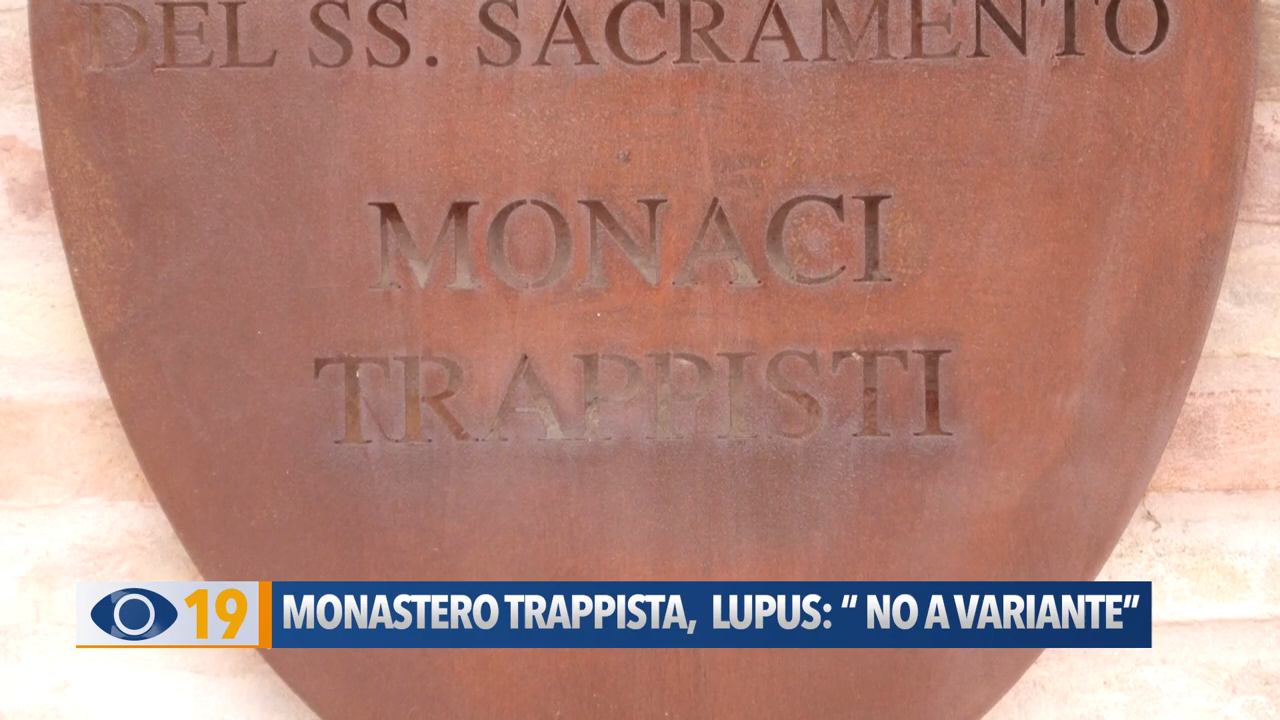 DEL SS. SACRAMENTO
MONACI
TRAPPISTI
19 MONASTERO TRAPPISTA, LUPUS: “ NO A VARIANTE”